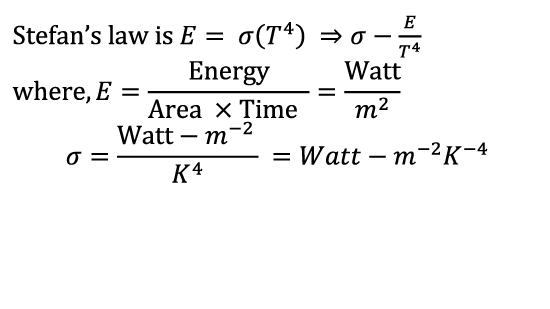 Stefan's law is E = σ(T⁴) ⇒ σ − E/T⁴
where, E = Energy/Area × Time = Watt/m²
σ = Watt − m⁻²/K⁴ = Watt − m⁻²K⁻⁴